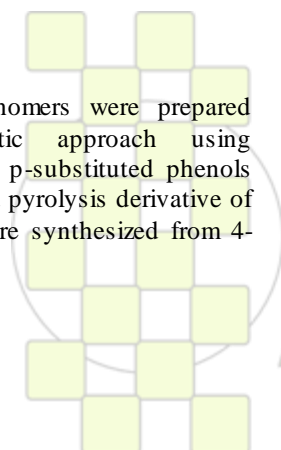 nomers were prepared
tic approach using
p-substituted phenols
pyrolysis derivative of
re synthesized from 4-